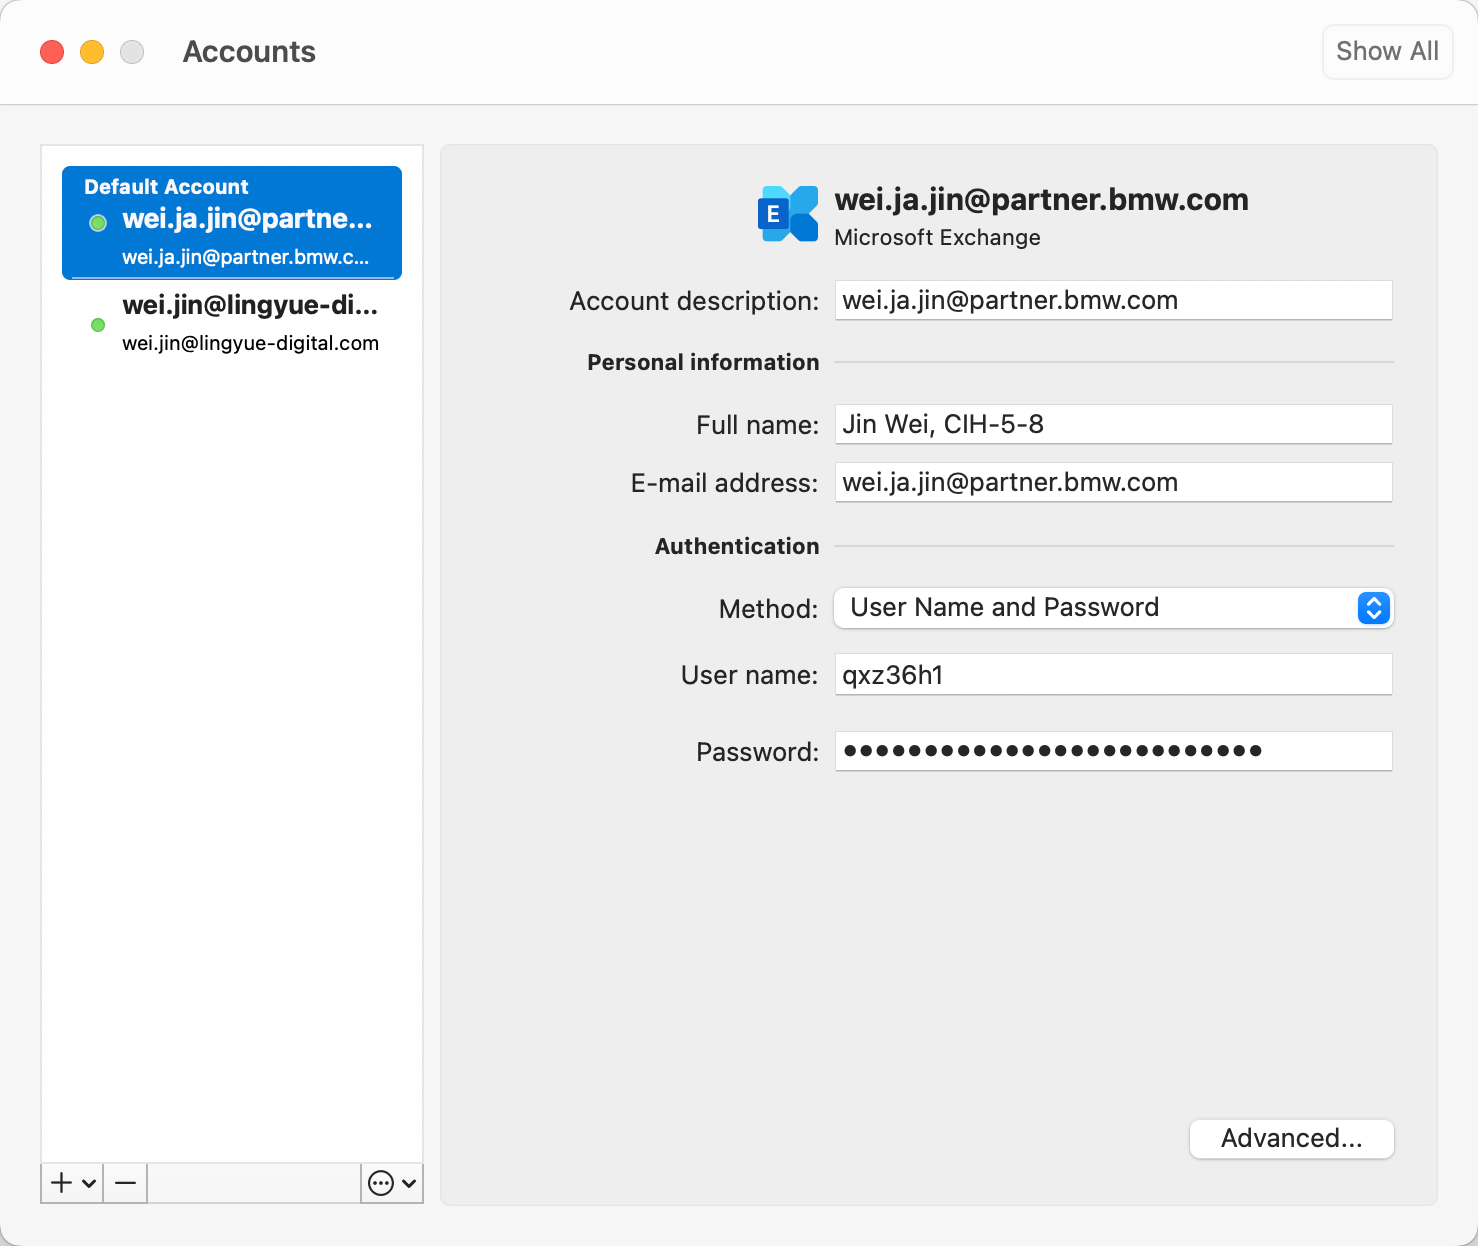 Accounts
Show All
Default Account
wei.ja.jin@partne...
wei.ja.jin@partner.bmw.c...
wei.jin@lingyue-di...
wei.jin@lingyue-digital.com
E
wei.ja.jin@partner.bmw.com
Microsoft Exchange
Account description: wei.ja.jin@partner.bmw.com
Personal information
Full name: Jin Wei, CIH-5-8
E-mail address: wei.ja.jin@partner.bmw.com
Authentication
Method: User Name and Password
User name: qxz36h1
Password: ••••••••••••••••••••••••••
Advanced...